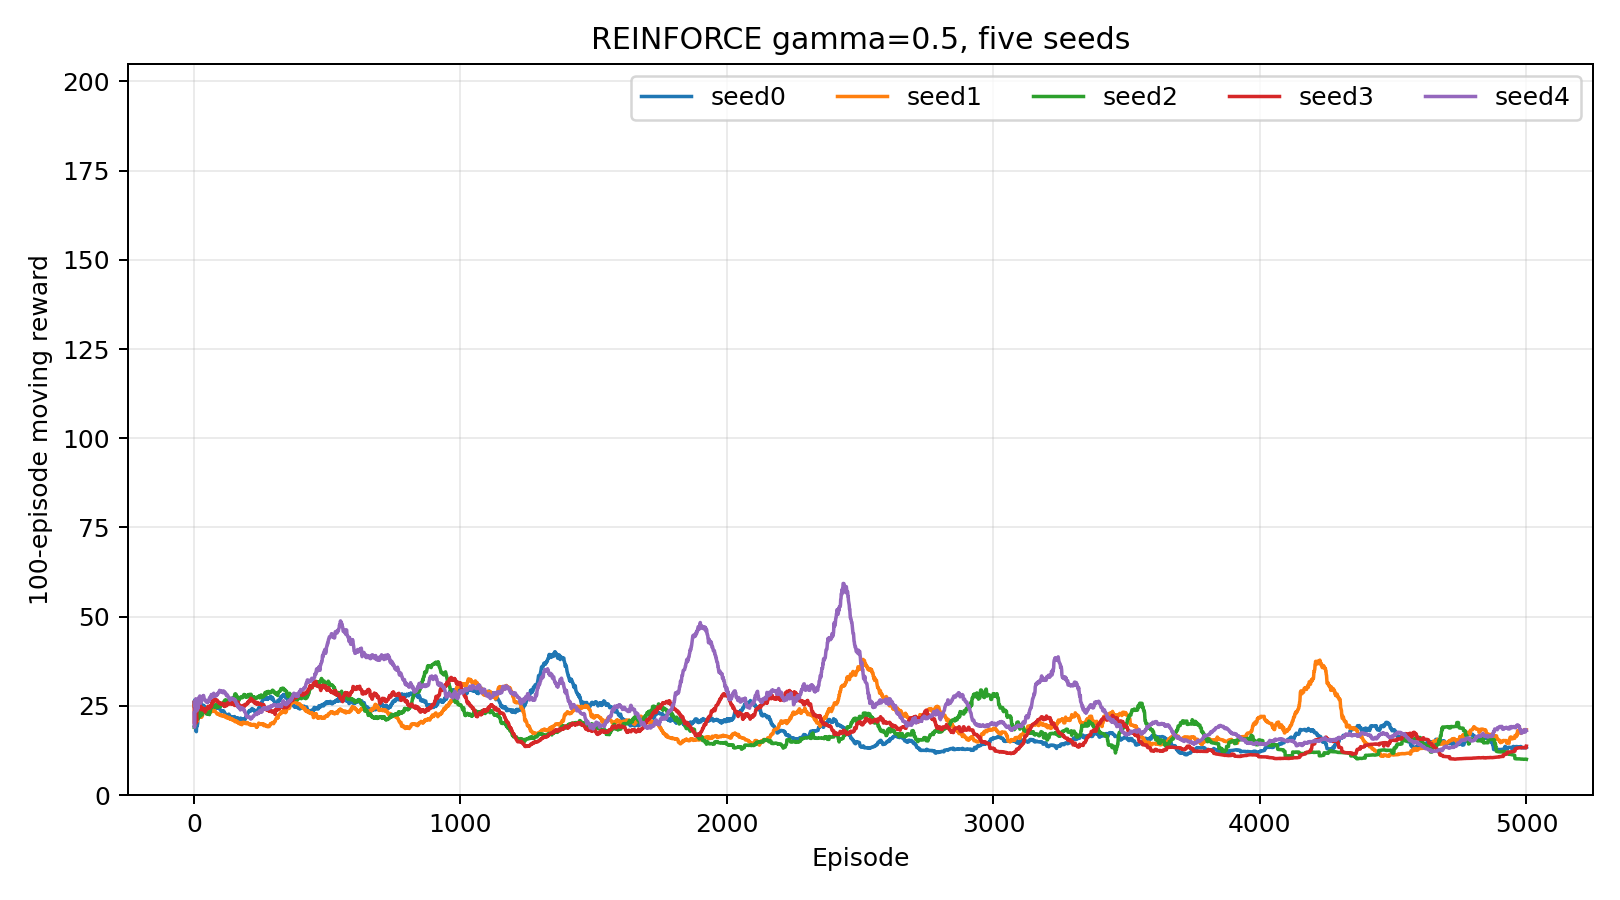 REINFORCE gamma=0.5, five seeds
seed0 seed1 seed2 seed3 seed4
200
175
150
125
100
75
50
25
0
100-episode moving reward
0 1000 2000 3000 4000 5000
Episode